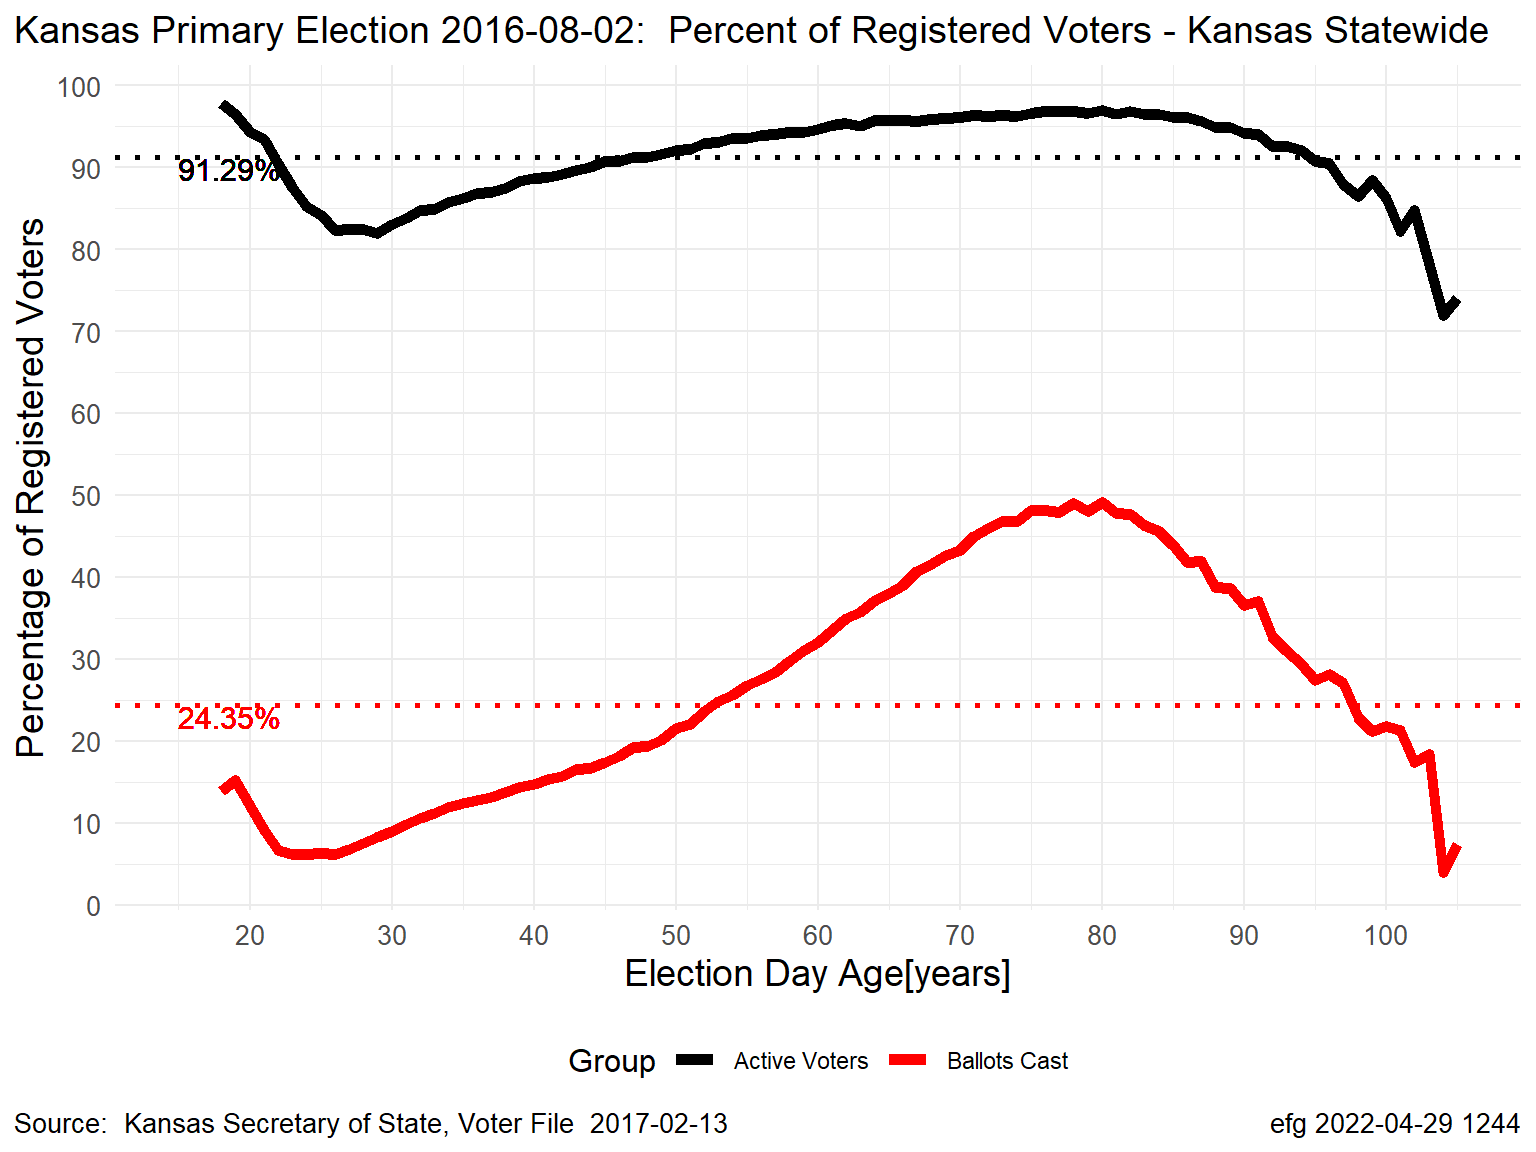 Kansas Primary Election 2016-08-02:  Percent of Registered Voters - Kansas Statewide
Percentage of Registered Voters
100
90
80
70
60
50
40
30
20
10
0
91.29%
24.35%
20 30 40 50 60 70 80 90 100
Election Day Age[years]
Group Active Voters Ballots Cast
Source:  Kansas Secretary of State, Voter File  2017-02-13
efg 2022-04-29 1244